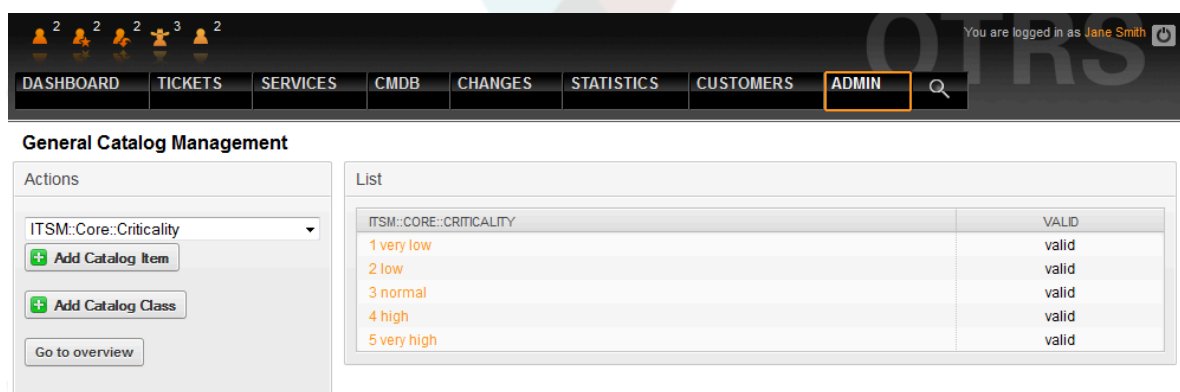 2 2 2 3 2
You are logged in as Jane Smith
OTRS
DASHBOARD TICKETS SERVICES CMDB CHANGES STATISTICS CUSTOMERS ADMIN
General Catalog Management
Actions
ITSM::Core::Criticality
Add Catalog Item
Add Catalog Class
Go to overview
List
ITSM::CORE::CRITICALITY VALID
1 very low valid
2 low valid
3 normal valid
4 high valid
5 very high valid